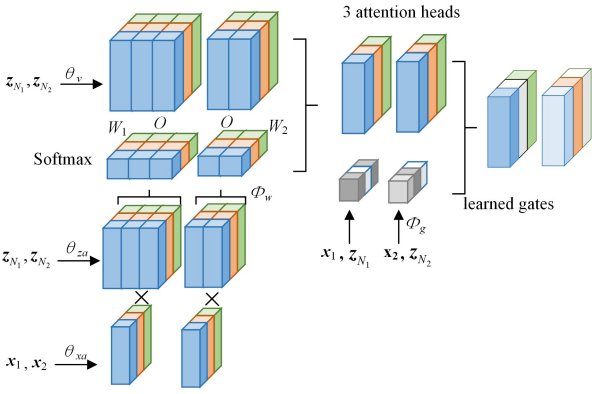 3 attention heads
z_{N_1}, z_{N_2} θ_v
W_1 O O W_2
Softmax
Φ_w
learned gates
Φ_g
x_1, z_{N_1} x_2, z_{N_2}
z_{N_1}, z_{N_2} θ_{za}
× ×
x_1, x_2 θ_{xa}